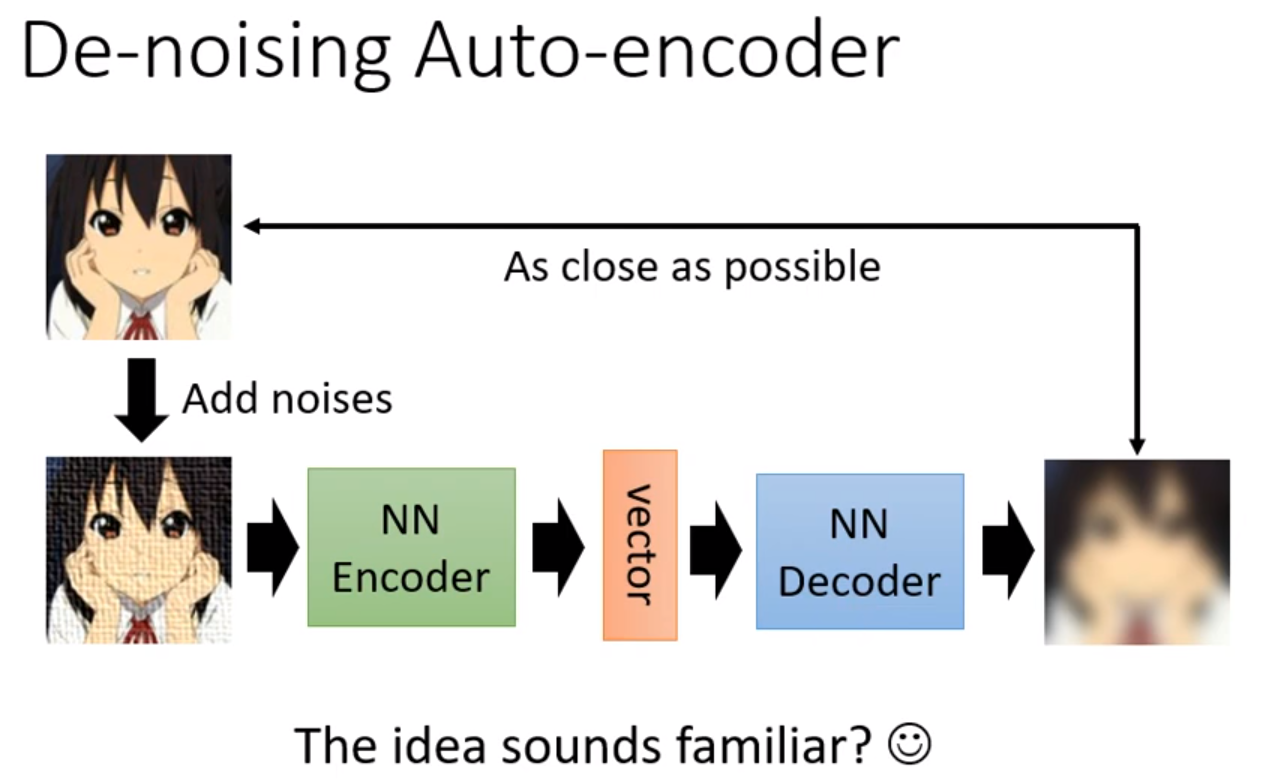 De-noising Auto-encoder
As close as possible
Add noises
NN
Encoder
vector
NN
Decoder
The idea sounds familiar? ☺